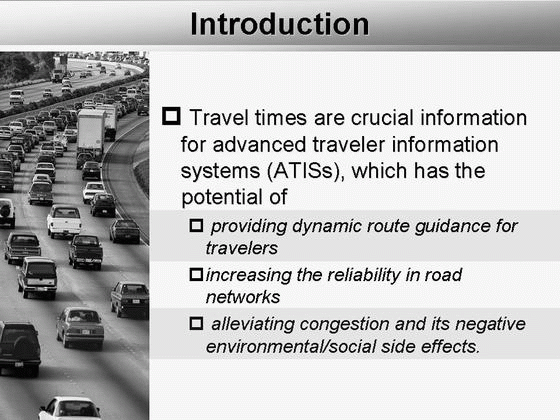 Introduction
Travel times are crucial information
for advanced traveler information
systems (ATISs), which has the
potential of
providing dynamic route guidance for
travelers
increasing the reliability in road
networks
alleviating congestion and its negative
environmental/social side effects.